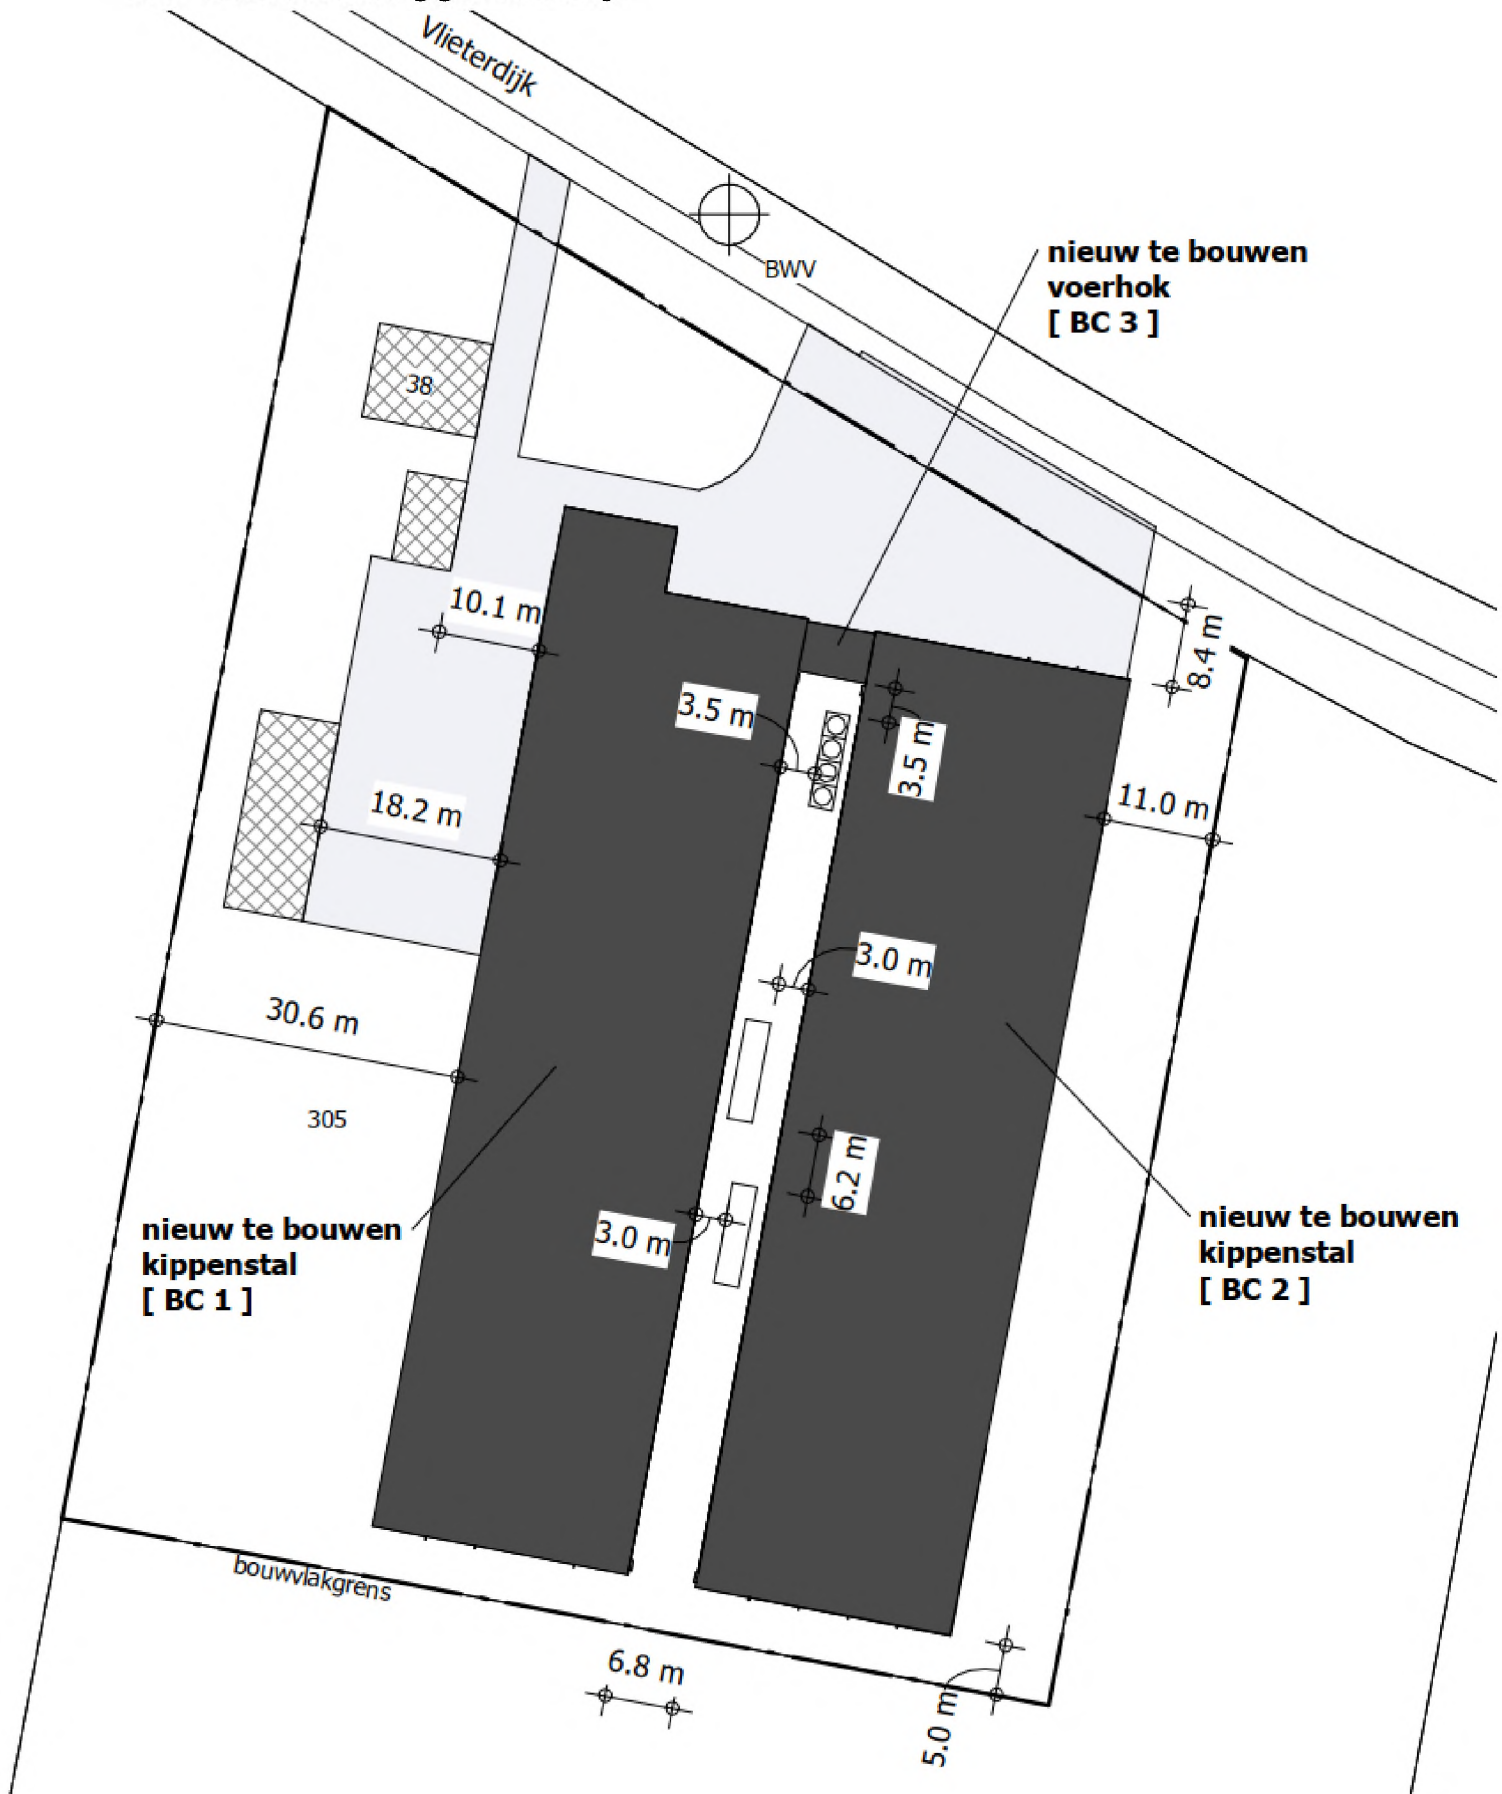 Vlieterdijk
BWV
nieuw te bouwen
voerhok
[ BC 3 ]
38
10.1 m
8.4 m
3.5 m
3.5 m
11.0 m
18.2 m
3.0 m
30.6 m
305
6.2 m
3.0 m
nieuw te bouwen
kippenstal
[ BC 1 ]
nieuw te bouwen
kippenstal
[ BC 2 ]
bouwvlakgrens
6.8 m
5.0 m